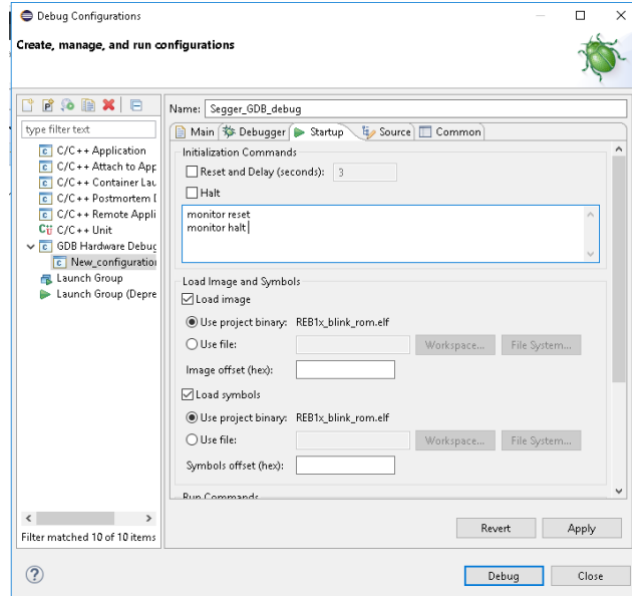 Debug Configurations
Create, manage, and run configurations
type filter text
C/C++ Application
C/C++ Attach to App
C/C++ Container Lau
C/C++ Postmortem
C/C++ Remote Appli
C/C++ Unit
GDB Hardware Debug
New_configuration
Launch Group
Launch Group (Depre
Filter matched 10 of 10 items
Name: Segger_GDB_debug
Main Debugger Startup Source Common
Initialization Commands
Reset and Delay (seconds): 3
Halt
monitor reset
monitor halt
Load Image and Symbols
Load image
Use project binary: REB1x_blink_rom.elf
Use file: Workspace... File System...
Image offset (hex):
Load symbols
Use project binary: REB1x_blink_rom.elf
Use file: Workspace... File System...
Symbols offset (hex):
Run Commands
Revert Apply
Debug Close